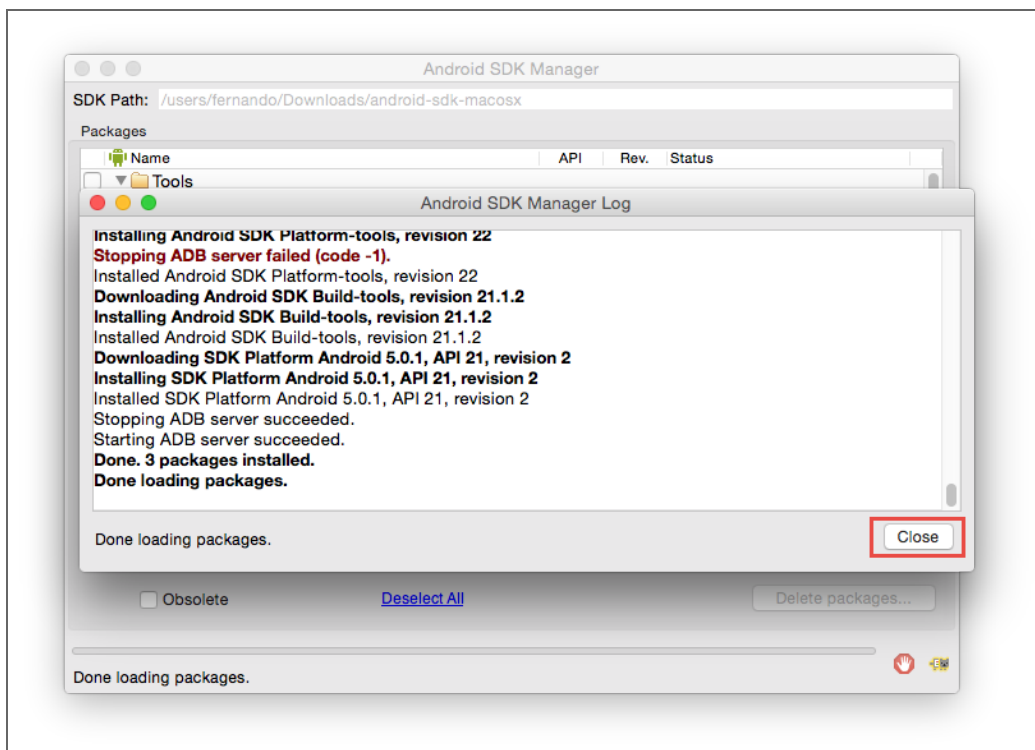 Android SDK Manager
SDK Path: /users/fernando/Downloads/android-sdk-macosx
Packages
Name API Rev. Status
Tools
Android SDK Manager Log
Installing Android SDK Platform-tools, revision 22
Stopping ADB server failed (code -1).
Installed Android SDK Platform-tools, revision 22
Downloading Android SDK Build-tools, revision 21.1.2
Installing Android SDK Build-tools, revision 21.1.2
Installed Android SDK Build-tools, revision 21.1.2
Downloading SDK Platform Android 5.0.1, API 21, revision 2
Installing SDK Platform Android 5.0.1, API 21, revision 2
Installed SDK Platform Android 5.0.1, API 21, revision 2
Stopping ADB server succeeded.
Starting ADB server succeeded.
Done. 3 packages installed.
Done loading packages.
Done loading packages. Close
Obsolete Deselect All Delete packages...
Done loading packages.